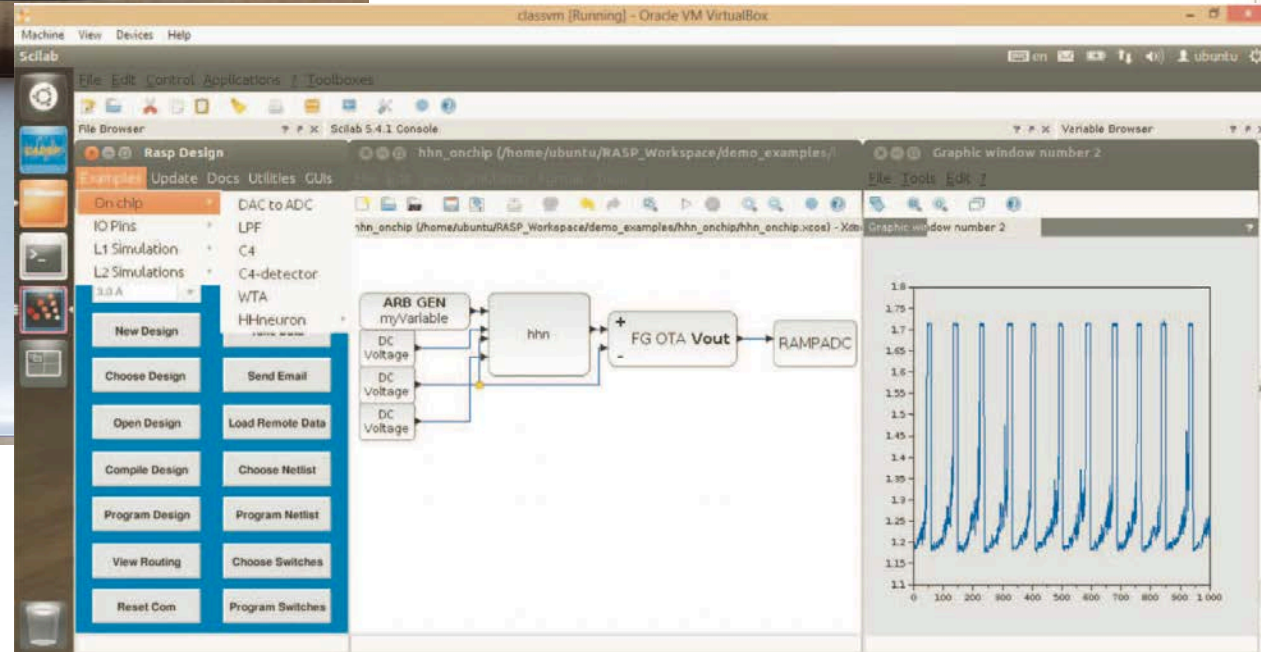 classvm [Running] - Oracle VM VirtualBox
Machine View Devices Help
Scilab
en
ubuntu
File Edit Control Applications ? Toolboxes
File Browser
Scilab 5.4.1 Console
Variable Browser
Rasp Design
Examples Update Docs Utilities GUIs
On chip
IO Pins
L1 Simulation
L2 Simulations
3.0 A
DAC to ADC
LPF
C4
C4-detector
WTA
HHneuron
New Design
Choose Design
Send Email
Open Design
Load Remote Data
Compile Design
Choose Netlist
Program Design
Program Netlist
View Routing
Choose Switches
Reset Com
Program Switches
hhn_onchip (/home/ubuntu/RASP_Workspace/demo_examples/
hhn_onchip (/home/ubuntu/RASP_Workspace/demo_examples/hhn_onchip/hhn_onchip.xcos) -
ARB GEN
myVariable
DC
Voltage
DC
Voltage
DC
Voltage
hhn
+
FG OTA Vout
-
RAMPADC
Graphic window number 2
File Tools Edit ?
Graphic window number 2
1.8
1.75
1.7
1.65
1.6
1.55
1.5
1.45
1.4
1.35
1.3
1.25
1.2
1.15
1.1
0 100 200 300 400 500 600 700 800 900 1 000